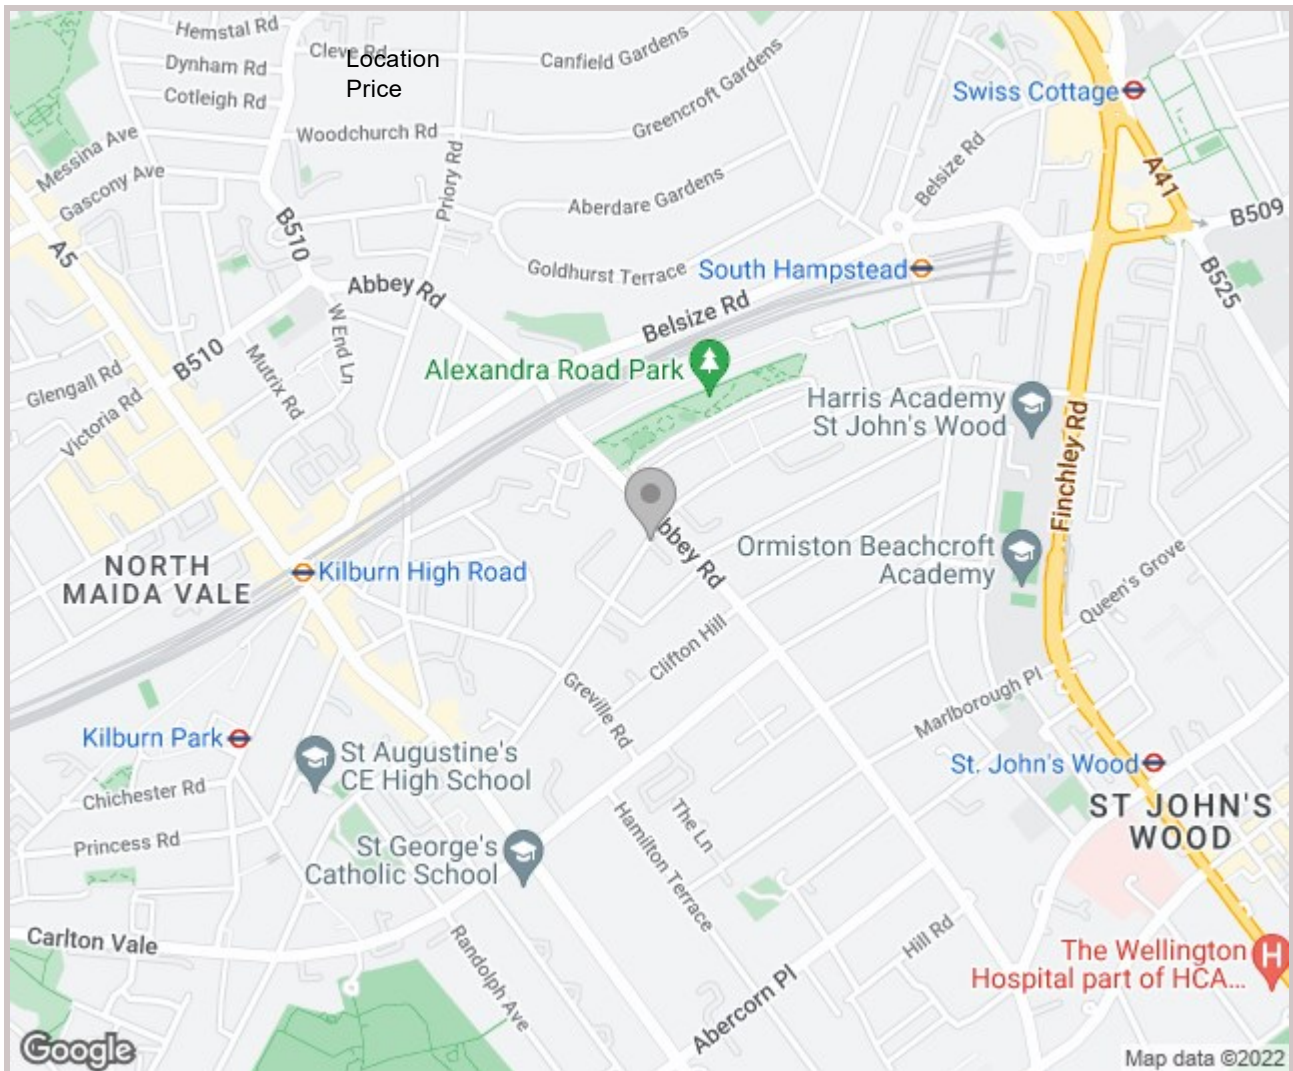 Hemstal Rd
Cleve Rd
Location
Price
Dynham Rd
Cotleigh Rd
Canfield Gardens
Greencroft Gardens
Swiss Cottage
Messina Ave
Woodchurch Rd
Gascony Ave
Priory Rd
Belsize Rd
A41
Aberdare Gardens
B509
A5
B510
Goldhurst Terrace
South Hampstead
B525
Abbey Rd
Belsize Rd
W End Ln
B510
Mutrix Rd
Glengall Rd
Victoria Rd
Alexandra Road Park
Harris Academy
St John's Wood
Finchley Rd
bbey Rd
Ormiston Beachcroft
Academy
NORTH
MAIDA VALE
Kilburn High Road
Queen's Grove
Clifton Hill
Greville Rd
Marlborough Pl
Kilburn Park
St Augustine's
CE High School
St. John's Wood
Chichester Rd
Princess Rd
The Ln
Hamilton Terrace
ST JOHN'S
WOOD
St George's
Catholic School
Carlton Vale
Randolph Ave
Hill Rd
Abercorn Pl
The Wellington
Hospital part of HCA...
H
Google
Map data ©2022